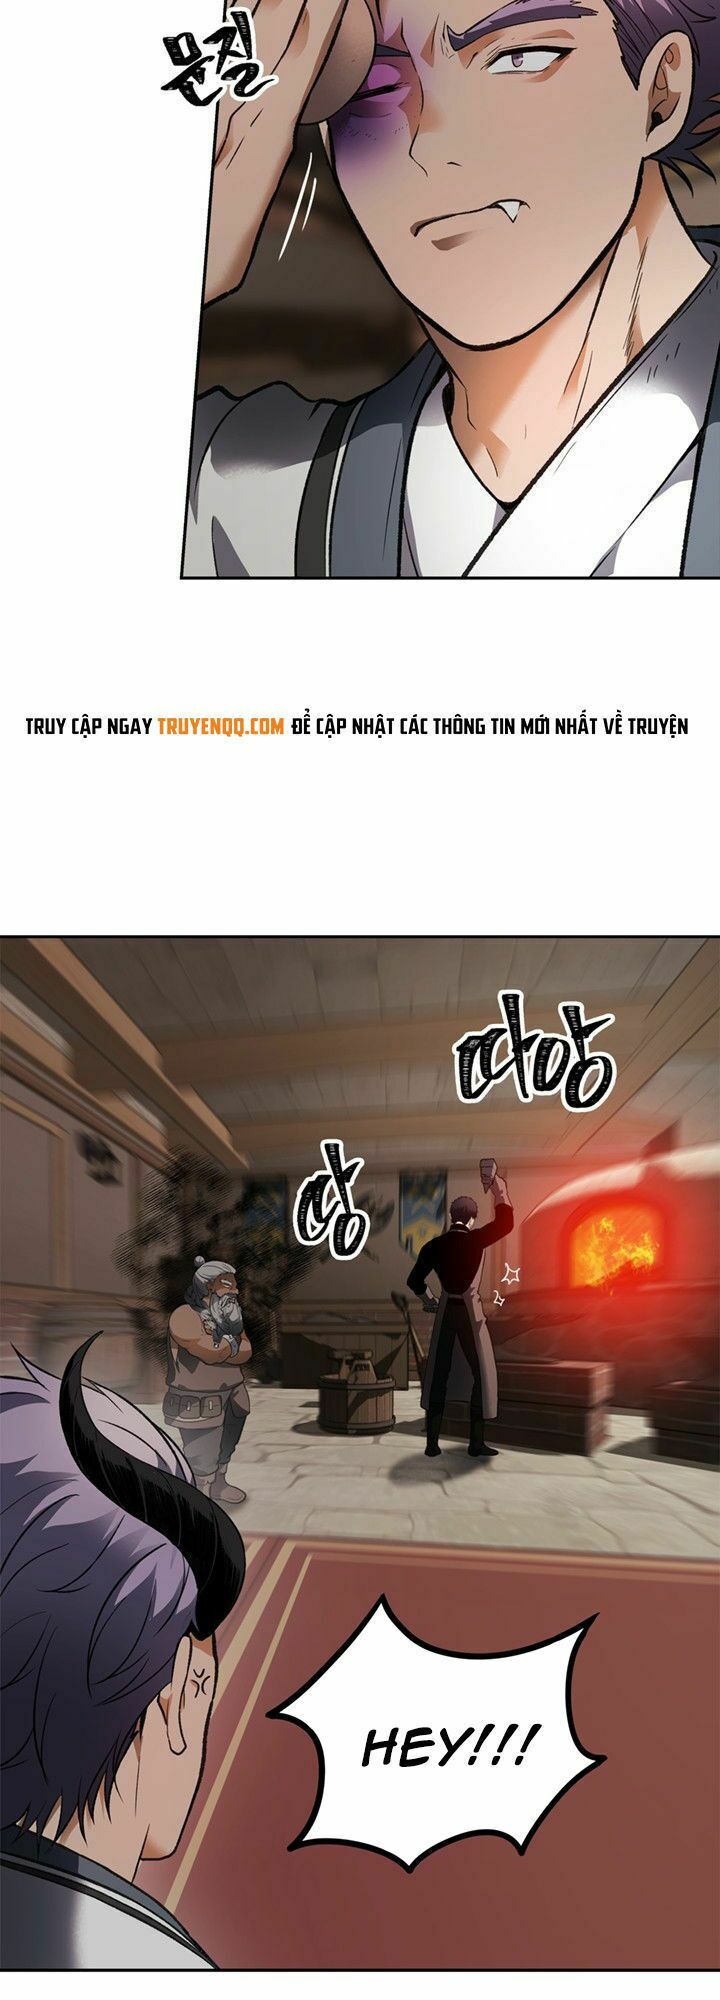 문질
TRUY CẬP NGAY TRUYENQQ.COM ĐỂ CẬP NHẬT CÁC THÔNG TIN MỚI NHẤT VỀ TRUYỆN
따앙
땅
HEY!!!